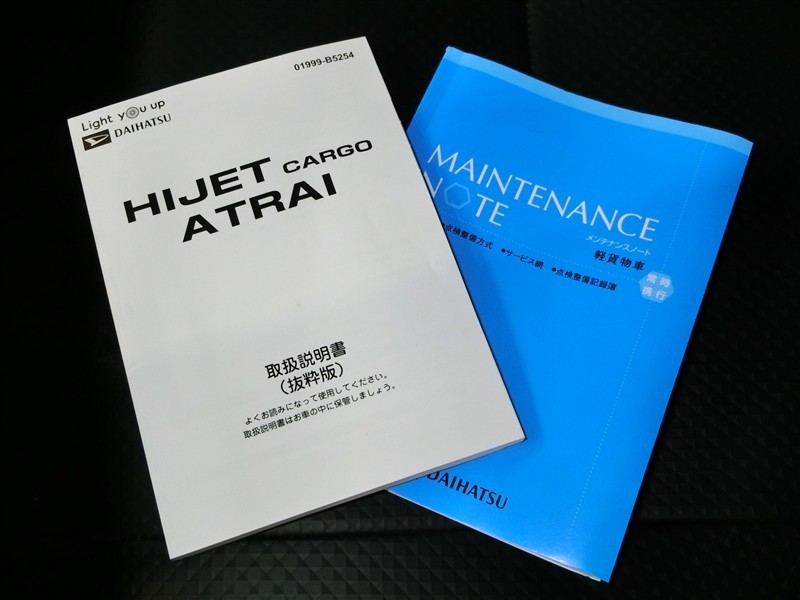 01999-B5254
Light you up
DAIHATSU
HIJET CARGO
ATRAI
取扱説明書
(抜粋版)
よくお読みになって使用してください。
取扱説明書はお車の中に保管しましょう。
MAINTENANCE
NOTE
メンテナンスノート
軽貨物車
点検整備方式 ●サービス網 ●点検整備記録簿
常時
携行
DAIHATSU